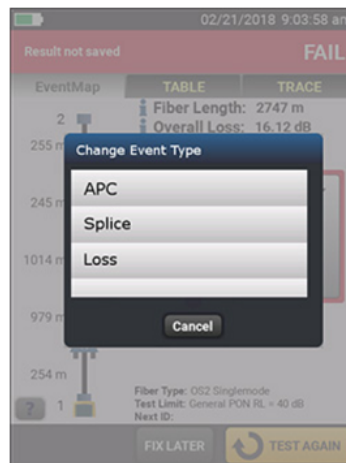 02/21/2018 9:03:58 am
Result not saved FAIL
EventMap TABLE TRACE
Fiber Length: 2747 m
2 Overall Loss: 16.12 dB
255 m
Change Event Type
APC
245 m
Splice
Loss
1014 m
979 m
Cancel
254 m
Fiber Type: OS2 Singlemode
Test Limit: General PON RL = 40 dB
? 1 Next ID:
FIX LATER TEST AGAIN